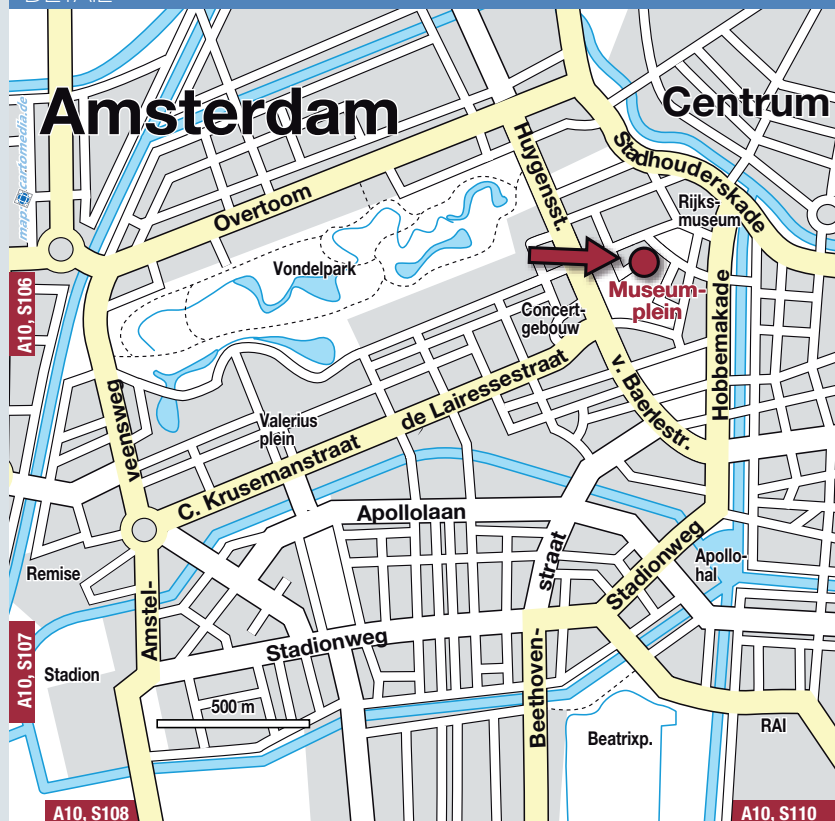 DETAIL
Amsterdam
Centrum
map: cartomedia.de
Huygensst.
Stadhouderskade
Overtoom
Rijks-
museum
Vondelpark
Museum-
plein
A10, S106
Concert-
gebouw
Hobbemakade
de Lairessestraat
v. Baerlestr.
veensweg
Valerius
plein
C. Krusemanstraat
Apollolaan
straat
Stadionweg
Apollo-
hal
Remise
Amstel-
Stadionweg
A10, S107
Stadion
500 m
Beethoven-
Beatrixp.
RAI
A10, S108
A10, S110